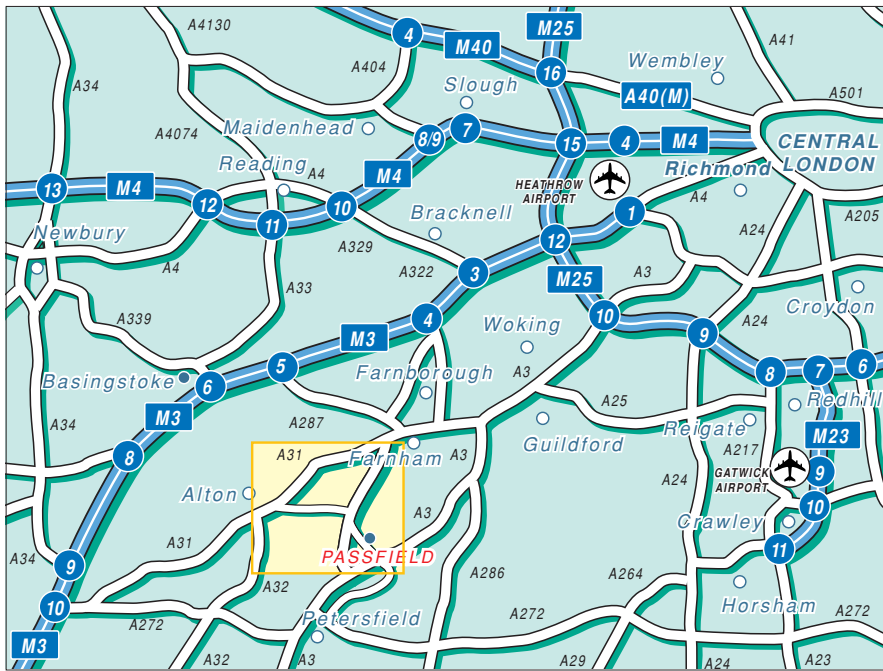 A4130
M25
A41
4
M40
A34
A404
16
Wembley
Slough
A40(M)
A501
A4074
Maidenhead
8/9
7
15
4
M4
CENTRAL
LONDON
Reading
A4
M4
HEATHROW
AIRPORT
Richmond
13
M4
12
10
1
A4
A205
Newbury
11
Bracknell
A24
A329
12
A4
A322
3
M25
A3
A33
Croydon
A339
4
Woking
10
9
A24
M3
5
8
7
6
Basingstoke
6
Farnborough
A3
Redhill
M3
A287
A25
A34
Guildford
Reigate
A217
M23
8
A31
Farnham
A3
A24
GATWICK
AIRPORT
9
Alton
A3
10
Crawley
A31
PASSFIELD
11
A34
9
A32
A286
A264
10
A272
Petersfield
A272
Horsham
A272
M3
A32
A3
A29
A24
A23